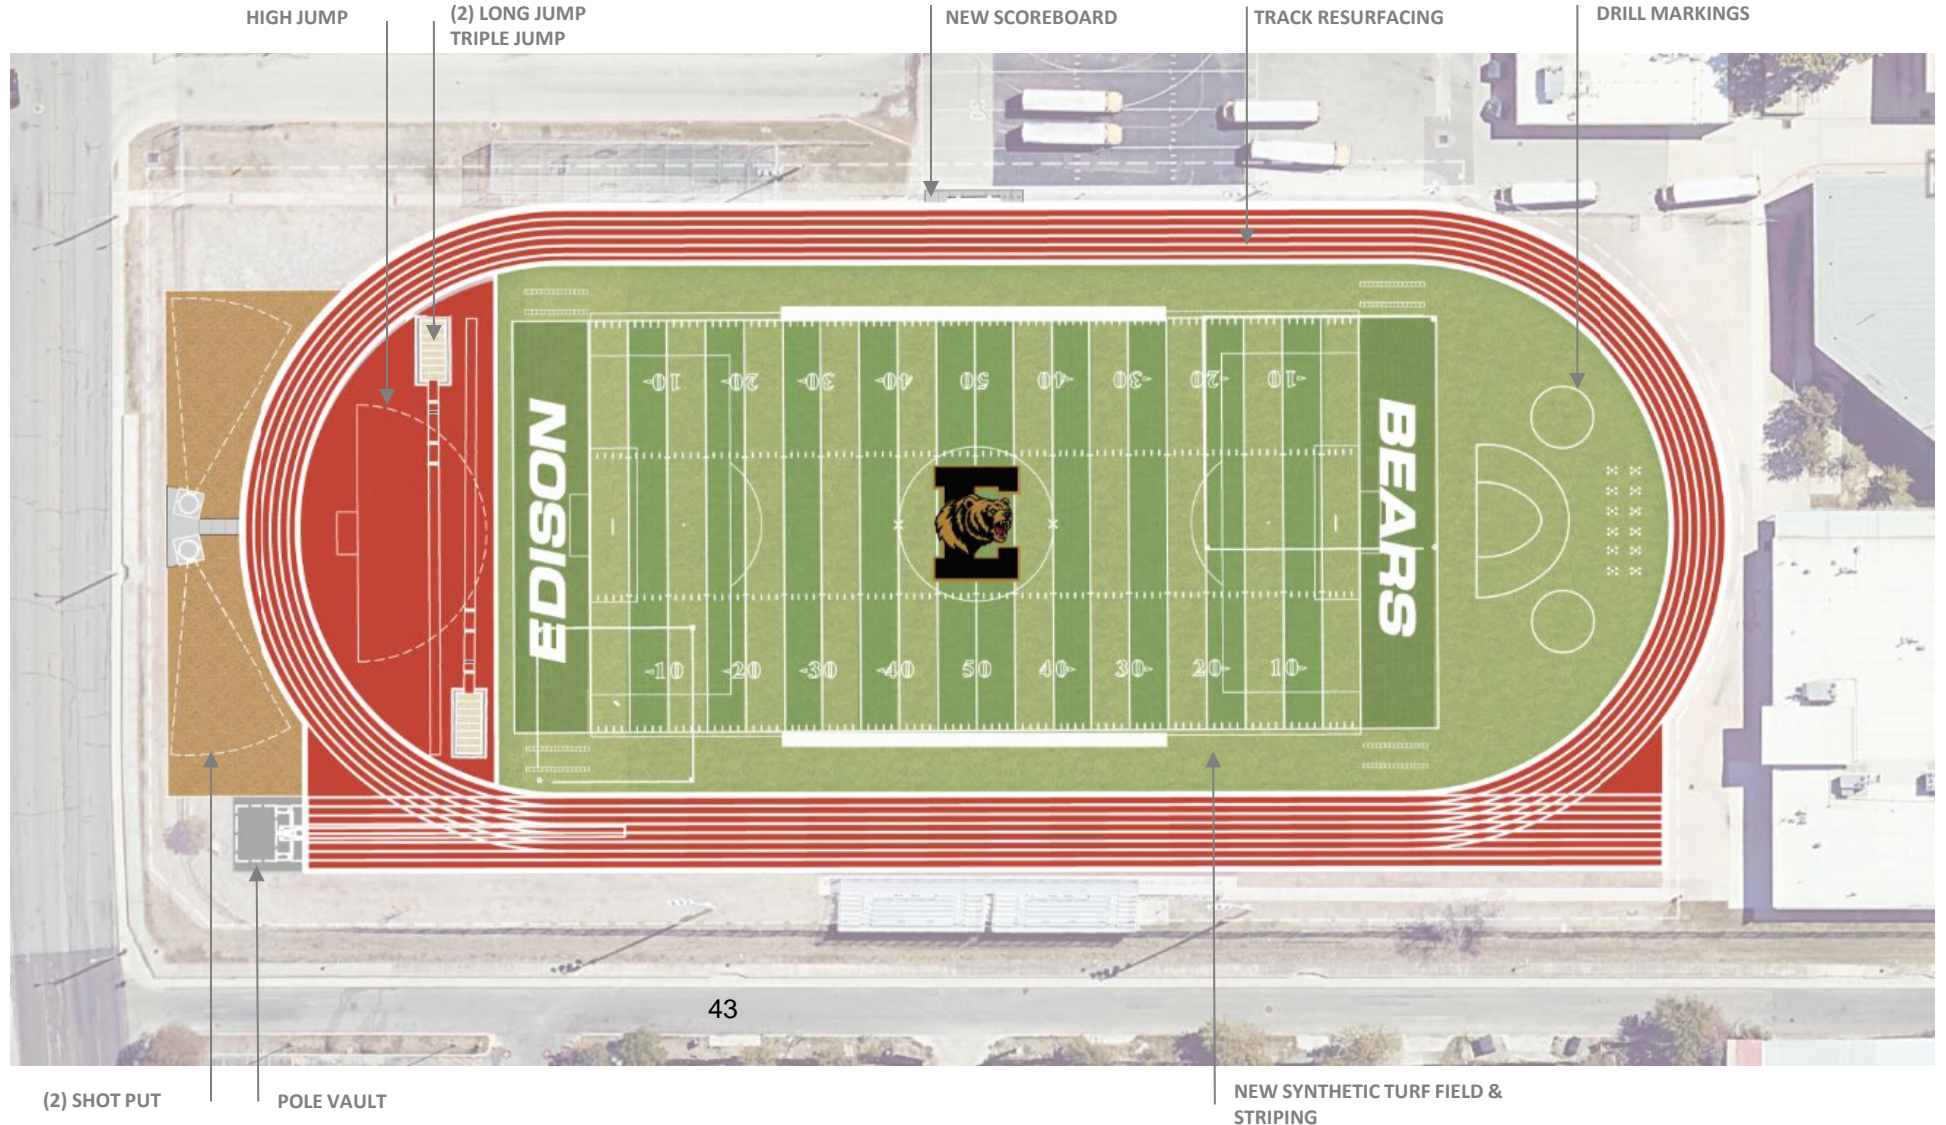 HIGH JUMP
(2) LONG JUMP
TRIPLE JUMP
NEW SCOREBOARD
TRACK RESURFACING
DRILL MARKINGS
10 20 30 40 50 40 30 20 10
EDISON
E
BEARS
10 20 30 40 50 40 30 20 10
43
(2) SHOT PUT
POLE VAULT
NEW SYNTHETIC TURF FIELD &
STRIPING